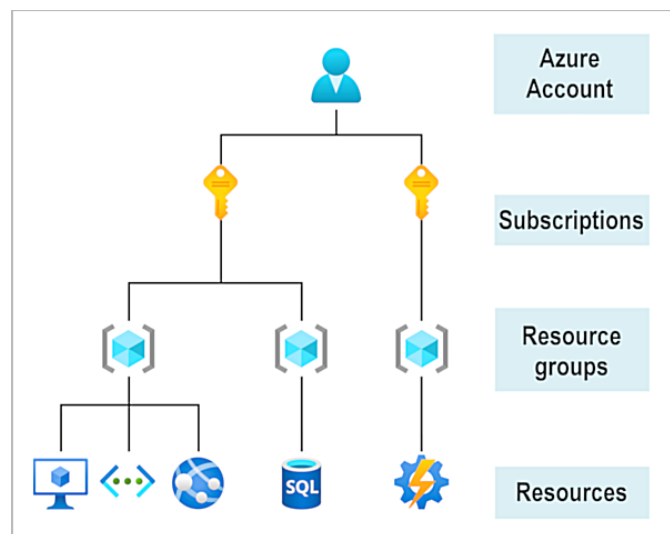 Azure
Account
Subscriptions
Resource
groups
SQL
Resources